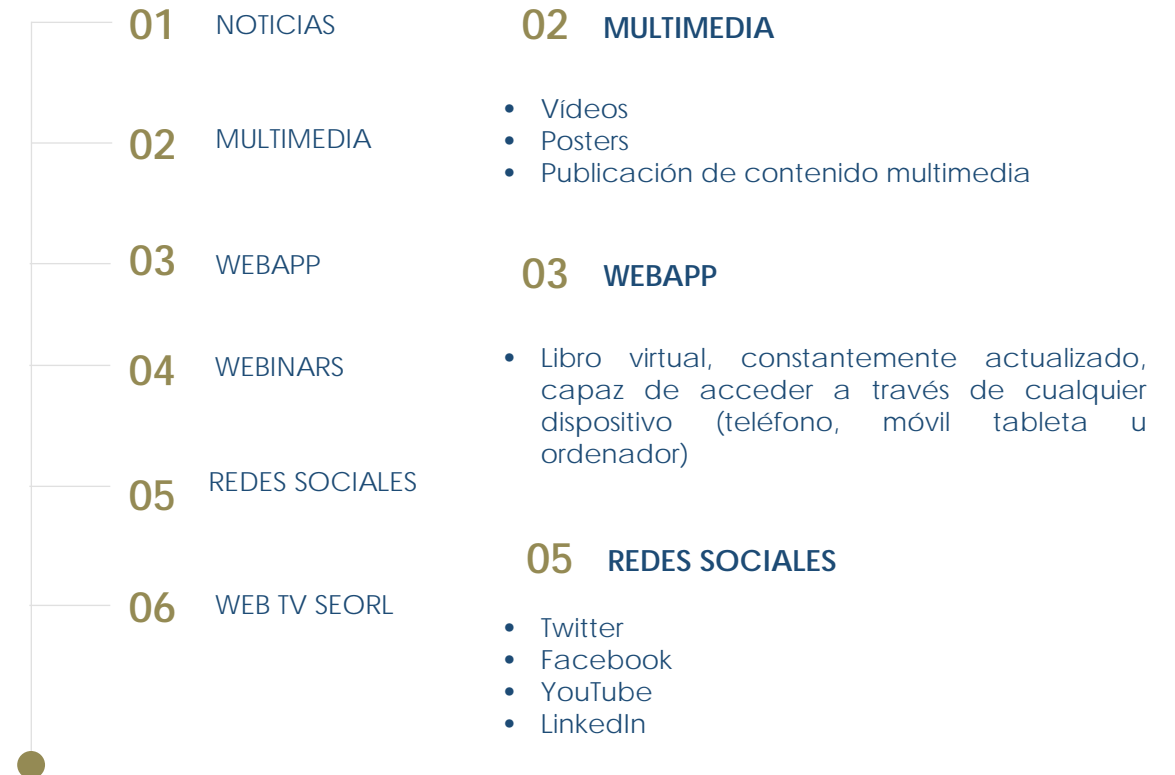 01 NOTICIAS
02 MULTIMEDIA
03 WEBAPP
04 WEBINARS
05 REDES SOCIALES
06 WEB TV SEORL
02 MULTIMEDIA
• Vídeos
• Posters
• Publicación de contenido multimedia
03 WEBAPP
• Libro virtual, constantemente actualizado,
capaz de acceder a través de cualquier
dispositivo (teléfono, móvil tableta u
ordenador)
05 REDES SOCIALES
• Twitter
• Facebook
• YouTube
• LinkedIn